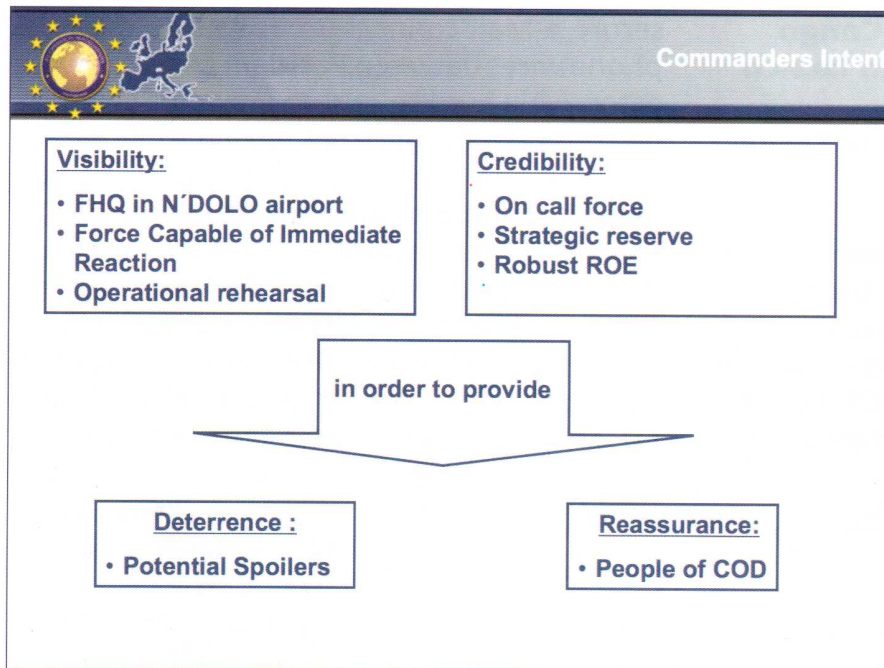 Commanders Intent
Visibility:
• FHQ in N´DOLO airport
• Force Capable of Immediate
Reaction
• Operational rehearsal
Credibility:
• On call force
• Strategic reserve
• Robust ROE
in order to provide
Deterrence :
• Potential Spoilers
Reassurance:
• People of COD